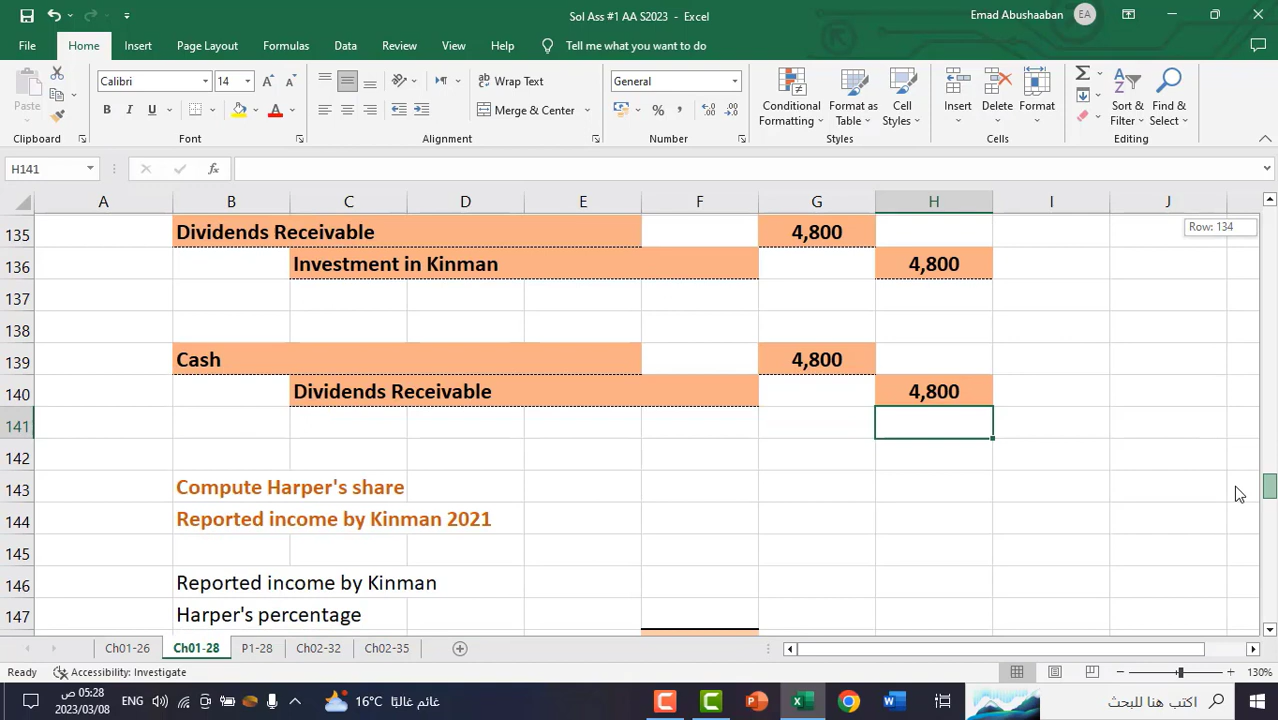 Sol Ass #1 AA S2023 - Excel
Emad Abushaaban
EA
File Home Insert Page Layout Formulas Data Review View Help Tell me what you want to do
Paste
Calibri 14
B I U
Wrap Text
Merge & Center
General
Conditional Formatting
Format as Table
Cell Styles
Insert
Delete
Format
Sort & Filter
Find & Select
Clipboard Font Alignment Number Styles Cells Editing
H141
fx
A B C D E F G H I J
135 Dividends Receivable 4,800
Row: 134
136 Investment in Kinman 4,800
137
138
139 Cash 4,800
140 Dividends Receivable 4,800
141
142
143 Compute Harper's share
144 Reported income by Kinman 2021
145
146 Reported income by Kinman
147 Harper's percentage
Ch01-26 Ch01-28 P1-28 Ch02-32 Ch02-35
Ready Accessibility: Investigate
130%
05:28 ص
2023/03/08
ENG
16°C غائم غالبًا
اكتب هنا للبحث